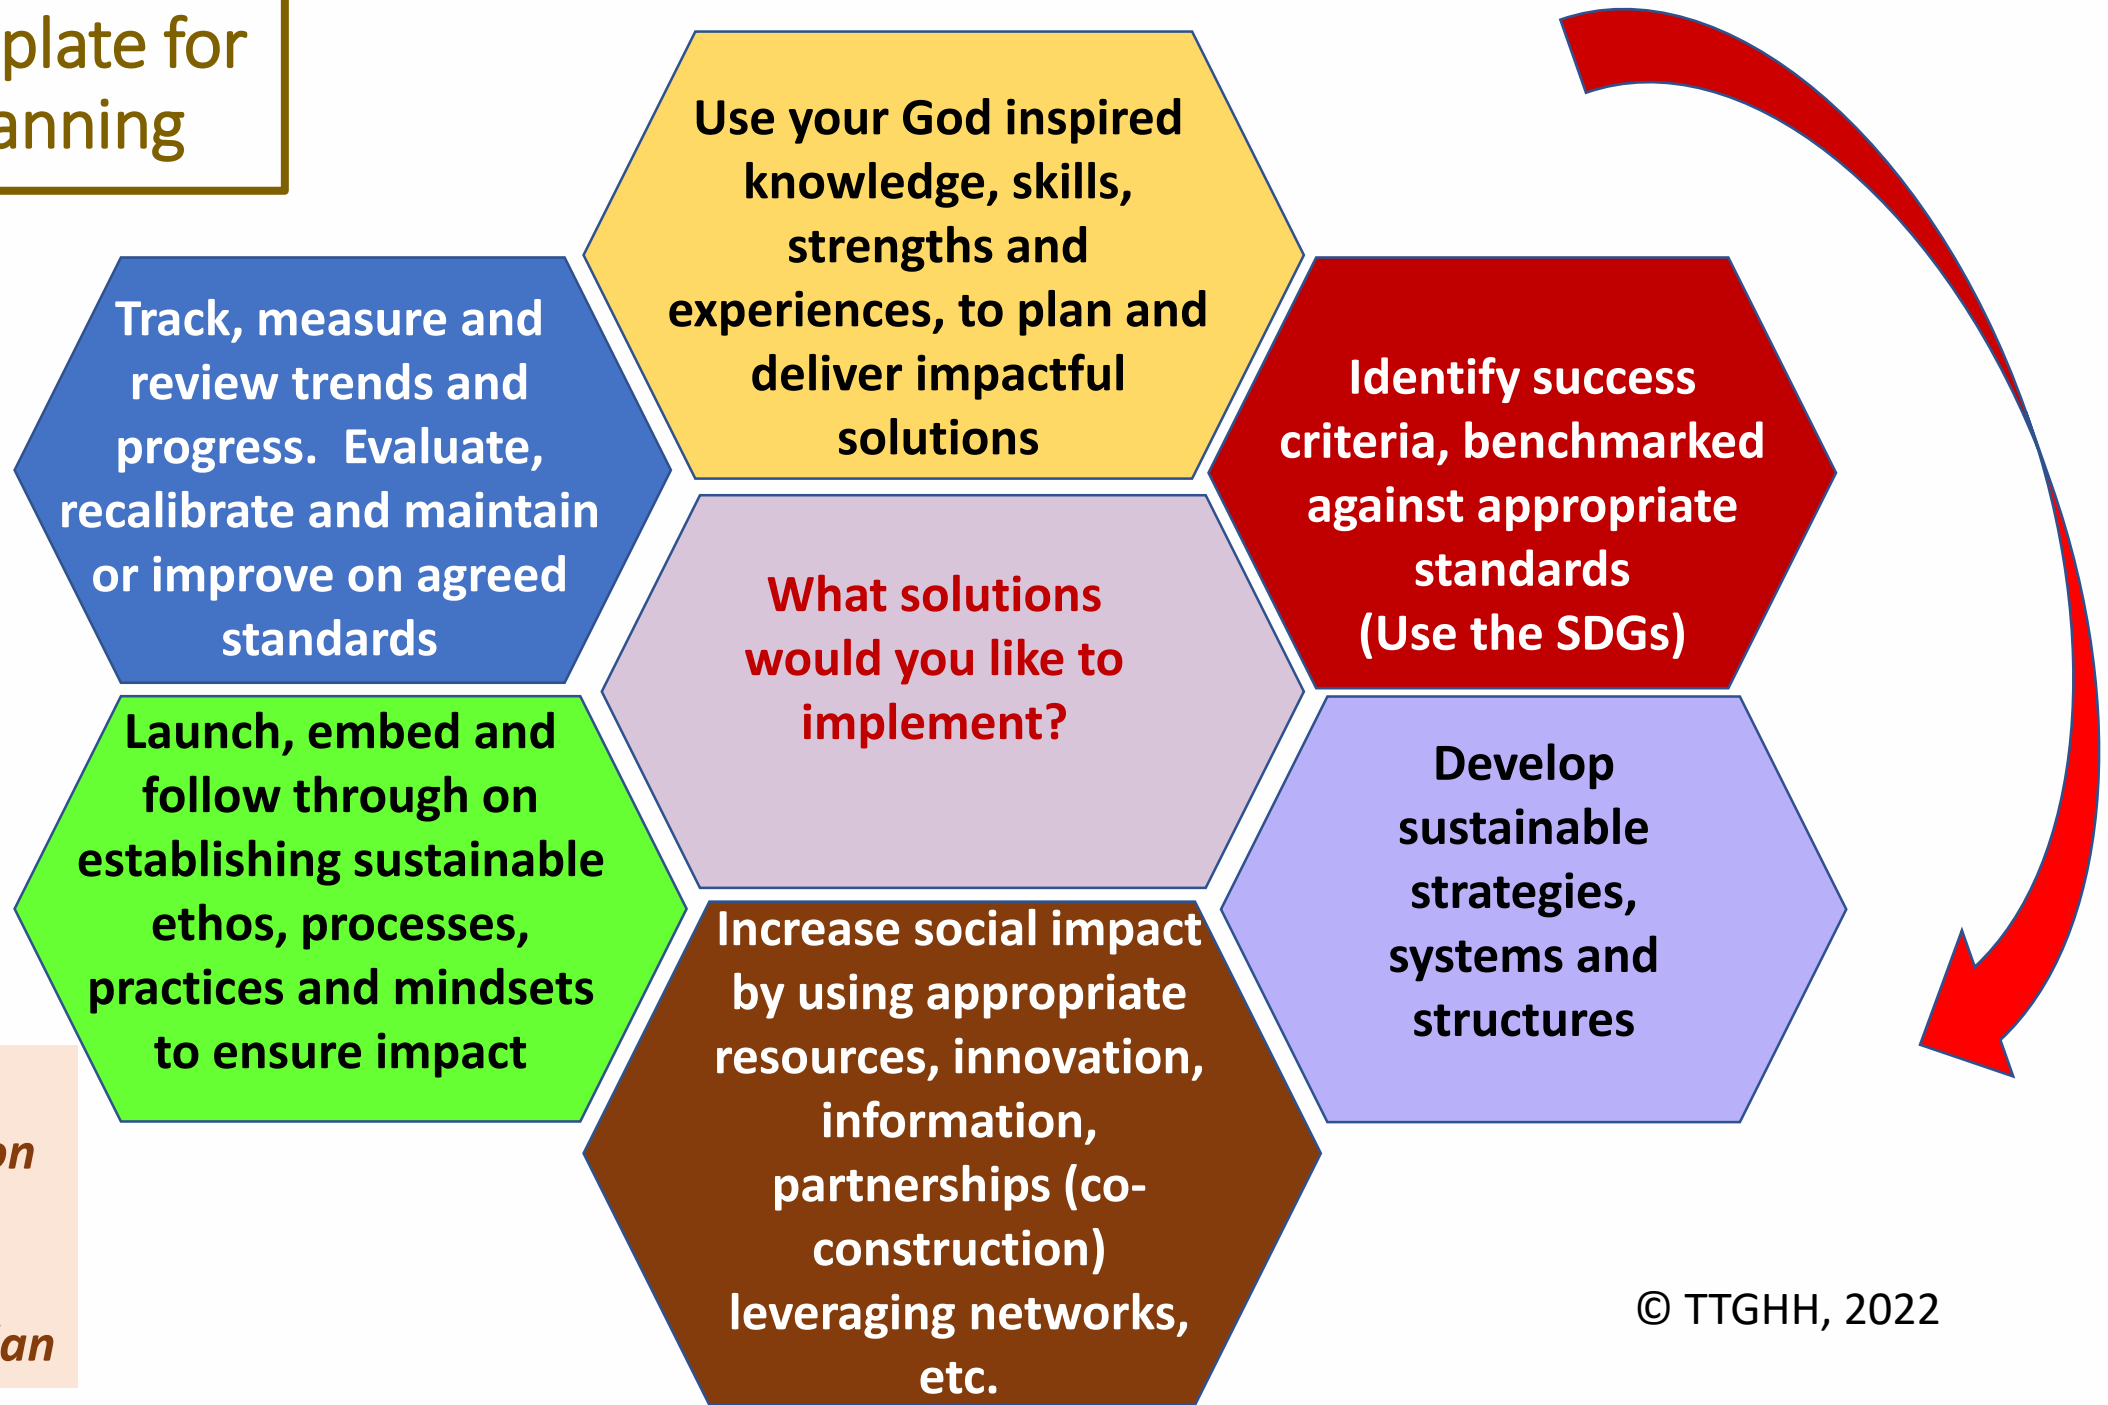 plate for
anning
Use your God inspired
knowledge, skills,
strengths and
experiences, to plan and
deliver impactful
solutions
Identify success
criteria, benchmarked
against appropriate
standards
(Use the SDGs)
Develop
sustainable
strategies,
systems and
structures
Increase social impact
by using appropriate
resources, innovation,
information,
partnerships (co-
construction)
leveraging networks,
etc.
Launch, embed and
follow through on
establishing sustainable
ethos, processes,
practices and mindsets
to ensure impact
Track, measure and
review trends and
progress.  Evaluate,
recalibrate and maintain
or improve on agreed
standards
What solutions
would you like to
implement?
on
an
© TTGHH, 2022